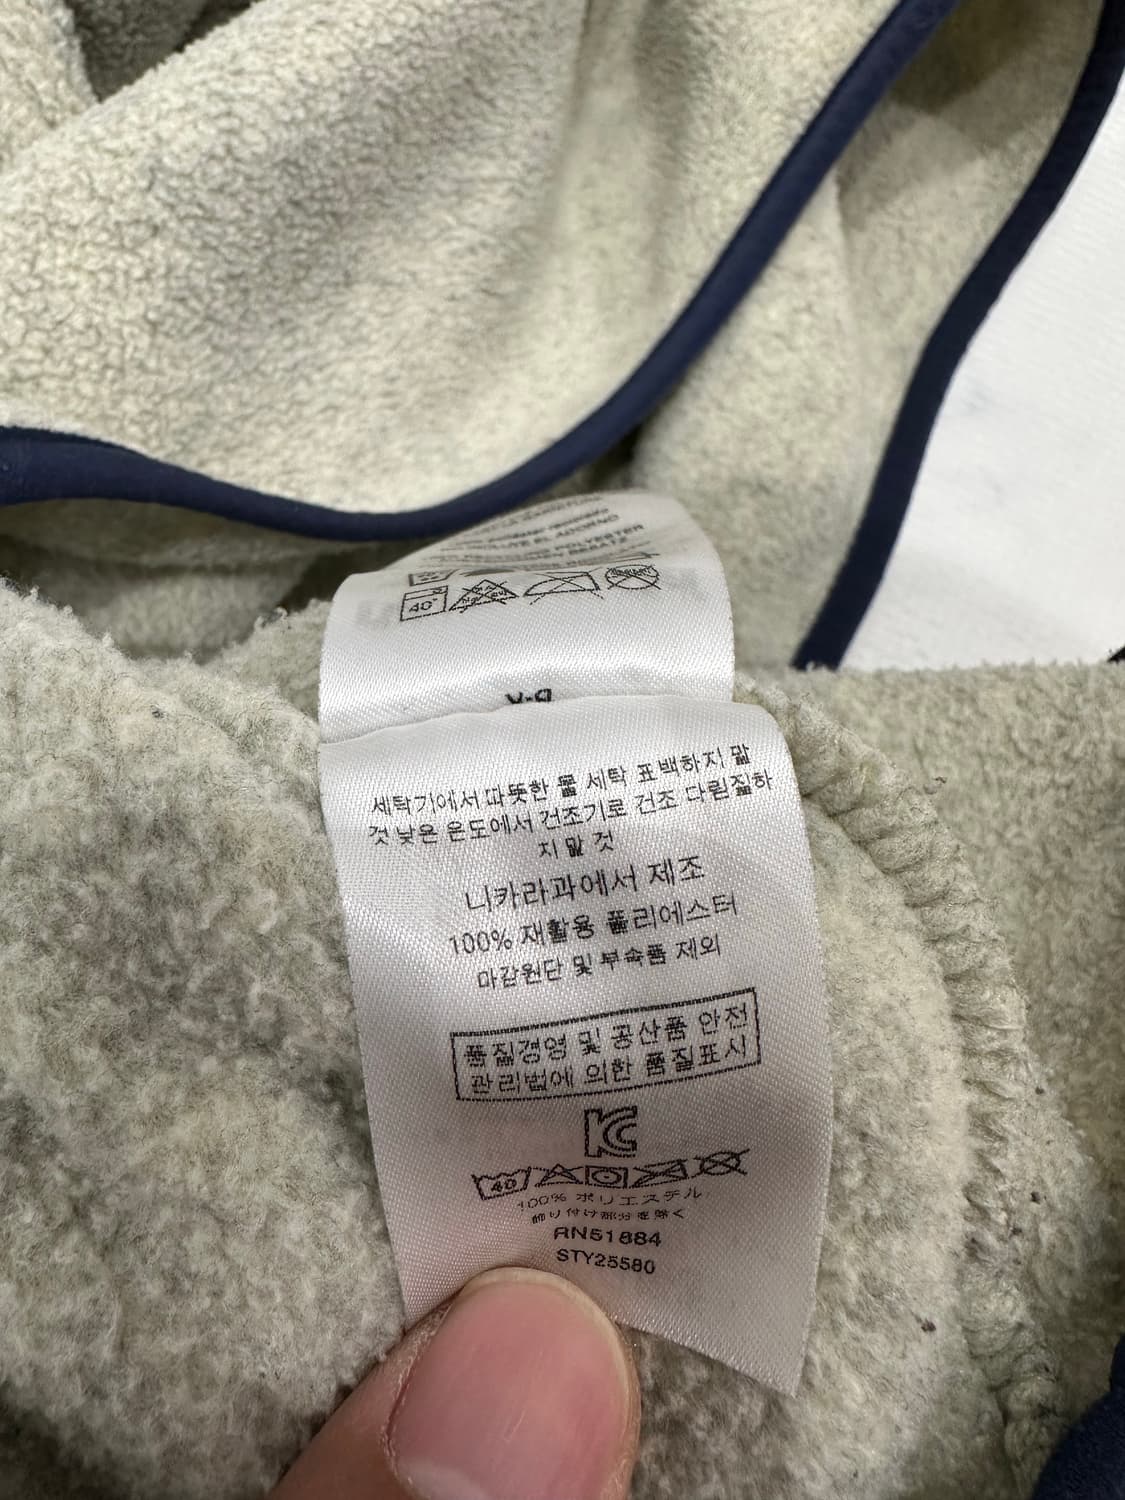 40°
세탁기에서 따뜻한 물 세탁 표백하지 말
것 낮은 온도에서 건조기로 건조 다림질하
지 말 것
니카라과에서 제조
100% 재활용 폴리에스터
마감원단 및 부속품 제외
품질경영 및 공산품 안전
관리법에 의한 품질표시
KC
40
100% ポリエステル
飾り付け部分を除く
RN51884
STY25580